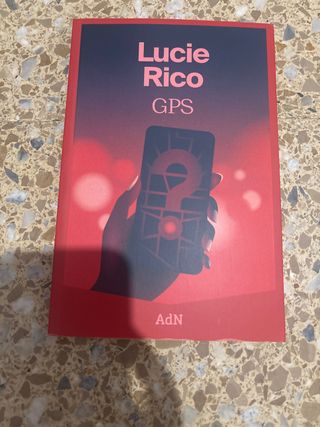 Lucie
Rico
GPS
?
AdN